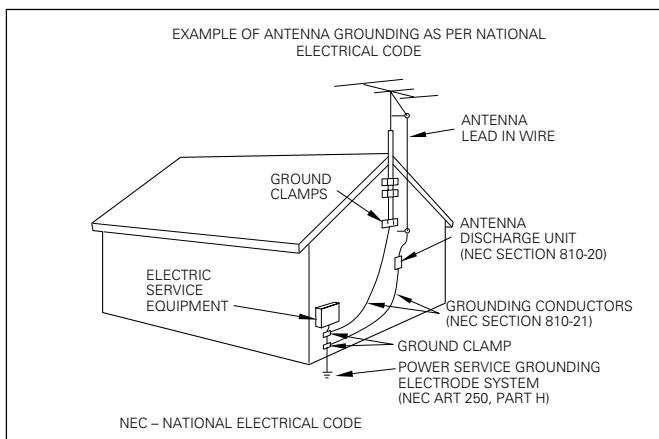 EXAMPLE OF ANTENNA GROUNDING AS PER NATIONAL
ELECTRICAL CODE
ANTENNA
LEAD IN WIRE
GROUND
CLAMPS
ANTENNA
DISCHARGE UNIT
(NEC SECTION 810-20)
ELECTRIC
SERVICE
EQUIPMENT
GROUNDING CONDUCTORS
(NEC SECTION 810-21)
GROUND CLAMP
POWER SERVICE GROUNDING
ELECTRODE SYSTEM
(NEC ART 250, PART H)
NEC – NATIONAL ELECTRICAL CODE